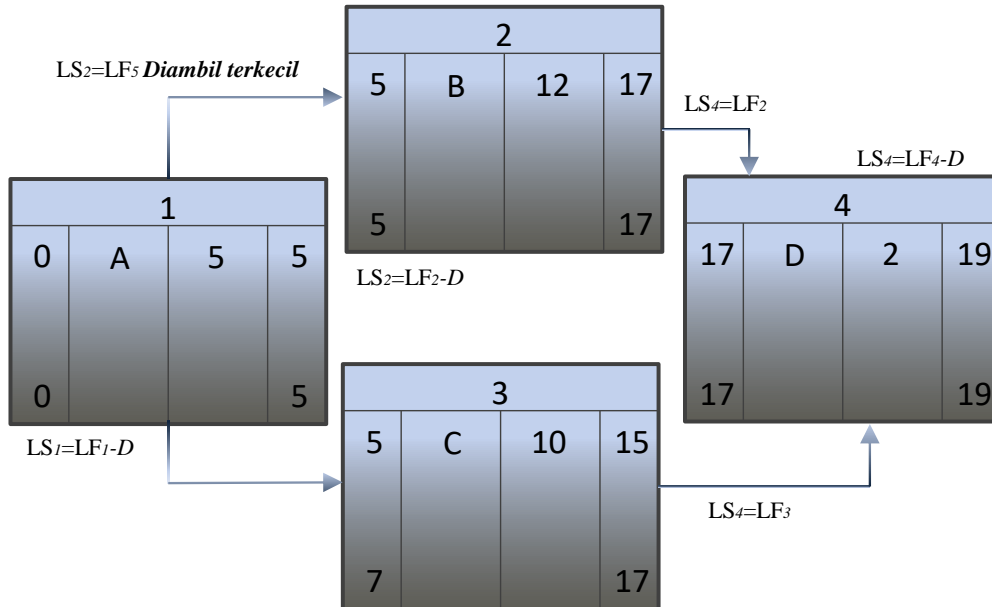 2
LS2=LF5 Diambil terkecil
5 B 12 17
5 17
LS4=LF2
LS2=LF2-D
1
0 A 5 5
0 5
LS1=LF1-D
LS4=LF4-D
4
17 D 2 19
17 19
3
5 C 10 15
7 17
LS4=LF3